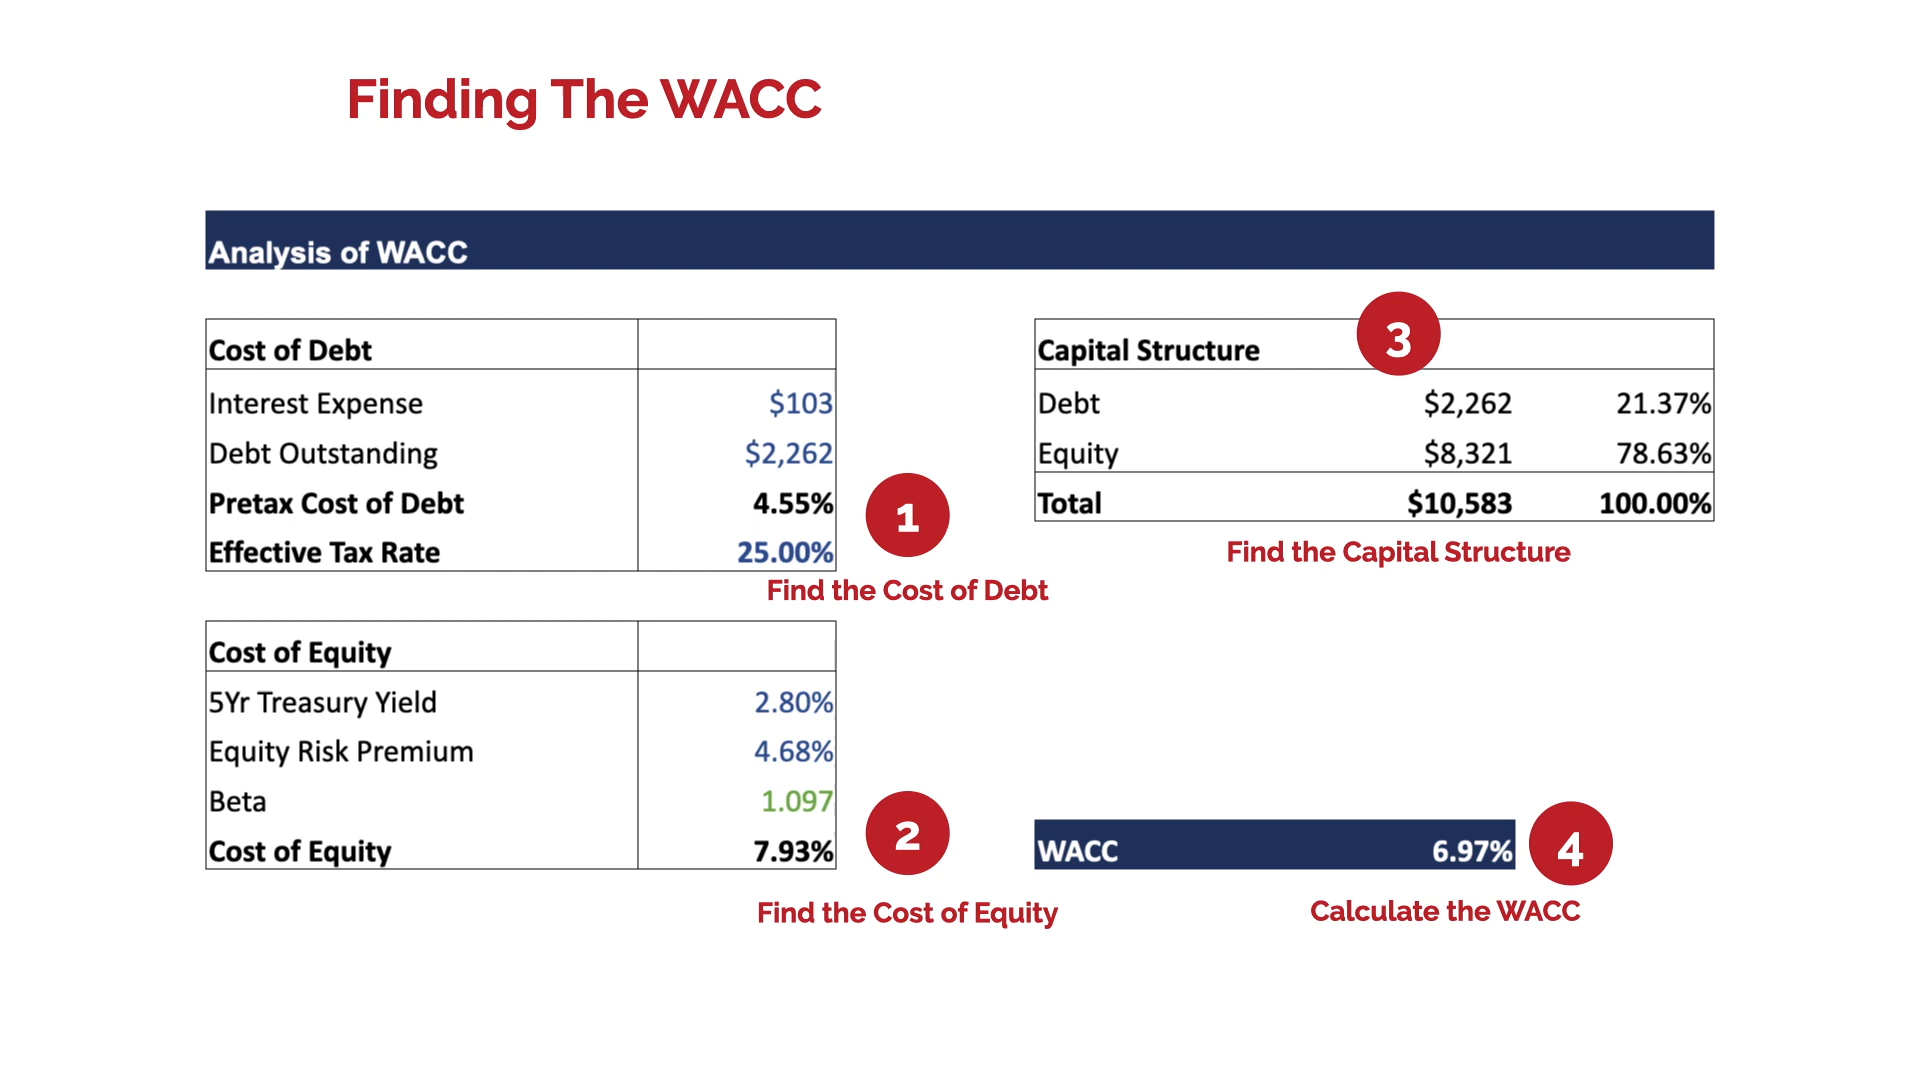 Finding The WACC
Analysis of WACC
Cost of Debt
Interest Expense $103
Debt Outstanding $2,262
Pretax Cost of Debt 4.55%
Effective Tax Rate 25.00%
1
Find the Cost of Debt
Cost of Equity
5Yr Treasury Yield 2.80%
Equity Risk Premium 4.68%
Beta 1.097
Cost of Equity 7.93%
2
Find the Cost of Equity
3
Capital Structure
Debt $2,262 21.37%
Equity $8,321 78.63%
Total $10,583 100.00%
Find the Capital Structure
WACC 6.97%
4
Calculate the WACC